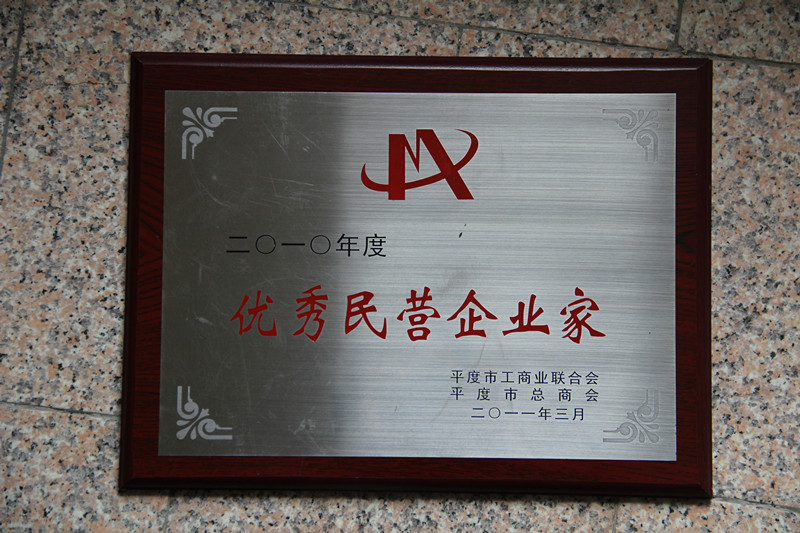 二〇一〇年度
优秀民营企业家
平度市工商业联合会
平度市总商会
二〇一一年三月